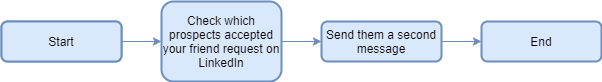 Start
Check which
prospects accepted
your friend request on
LinkedIn
Send them a second
message
End